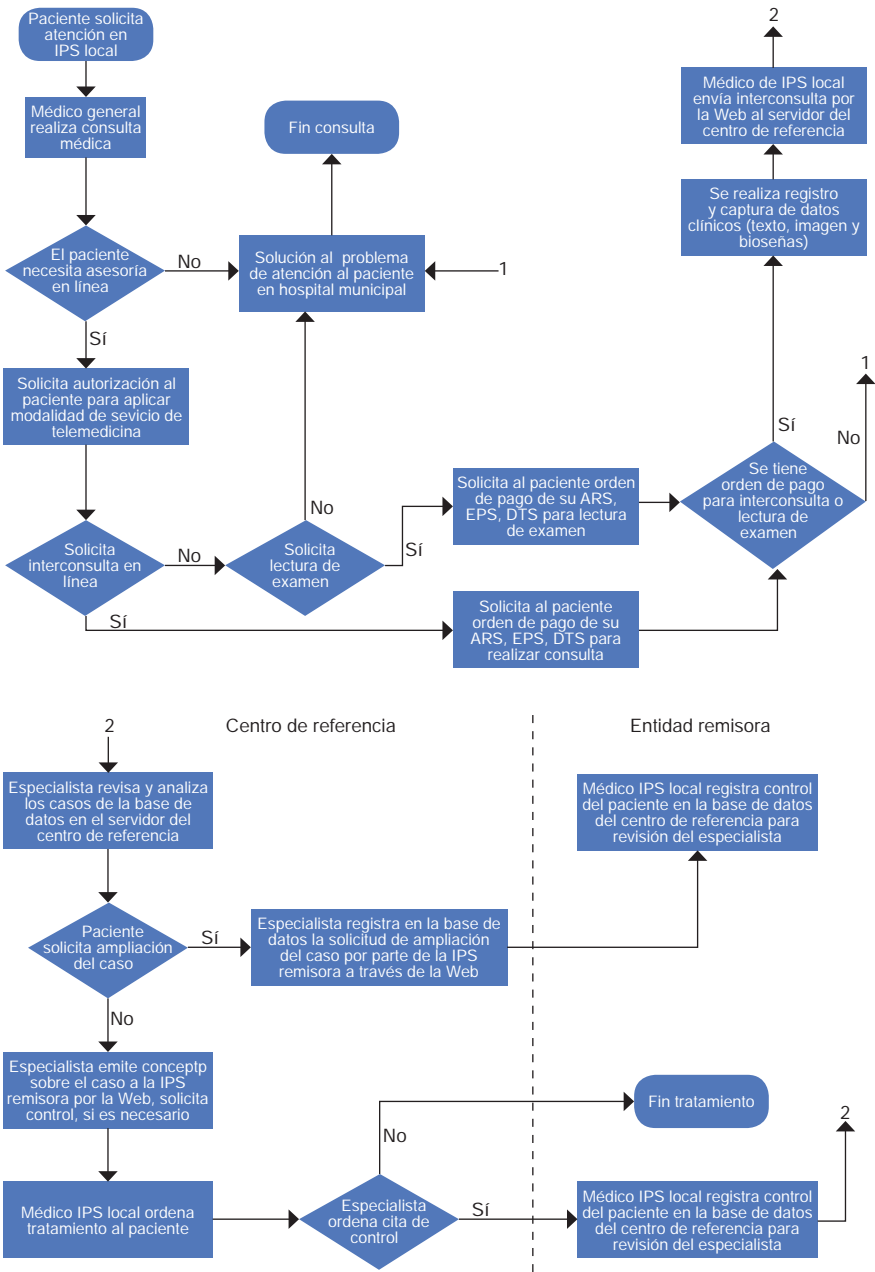 Paciente solicita
atención en
IPS local
Médico general
realiza consulta
médica
El paciente
necesita asesoría
en línea
No
Sí
Solución al problema
de atención al paciente
en hospital municipal
Fin consulta
1
Solicita autorización al
paciente para aplicar
modalidad de sevicio de
telemedicina
Solicita
interconsulta en
línea
No
Sí
Solicita
lectura de
examen
No
Sí
Solicita al paciente orden
de pago de su ARS,
EPS, DTS para lectura
de examen
Solicita al paciente
orden de pago de su
ARS, EPS, DTS para
realizar consulta
Se tiene
orden de pago
para interconsulta o
lectura de
examen
Sí
No
1
Se realiza registro
y captura de datos
clínicos (texto, imagen y
bioseñas)
Médico de IPS local
envía interconsulta por
la Web al servidor del
centro de referencia
2
2
Centro de referencia
Entidad remisora
Especialista revisa y analiza
los casos de la base de
datos en el servidor del
centro de referencia
Paciente
solicita ampliación
del caso
Sí
No
Especialista registra en la base de
datos la solicitud de ampliación
del caso por parte de la IPS
remisora a través de la Web
Médico IPS local registra control
del paciente en la base de datos
del centro de referencia para
revisión del especialista
Especialista emite conceptp
sobre el caso a la IPS
remisora por la Web, solicita
control, si es necesario
Médico IPS local ordena
tratamiento al paciente
Especialista
ordena cita de
control
No
Sí
Fin tratamiento
Médico IPS local registra control
del paciente en la base de datos
del centro de referencia para
revisión del especialista
2